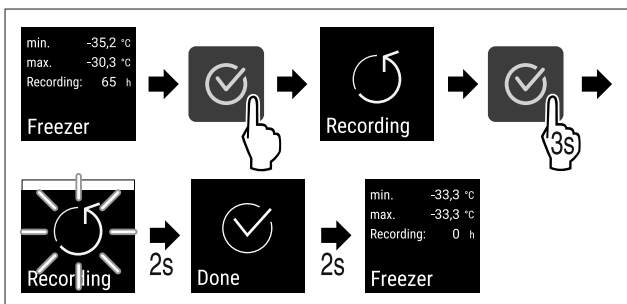 min. -35,2 °C
max. -30,3 °C
Recording: 65 h
Freezer
Recording
3s
Recording
2s
Done
2s
min. -33,3 °C
max. -33,3 °C
Recording: 0 h
Freezer